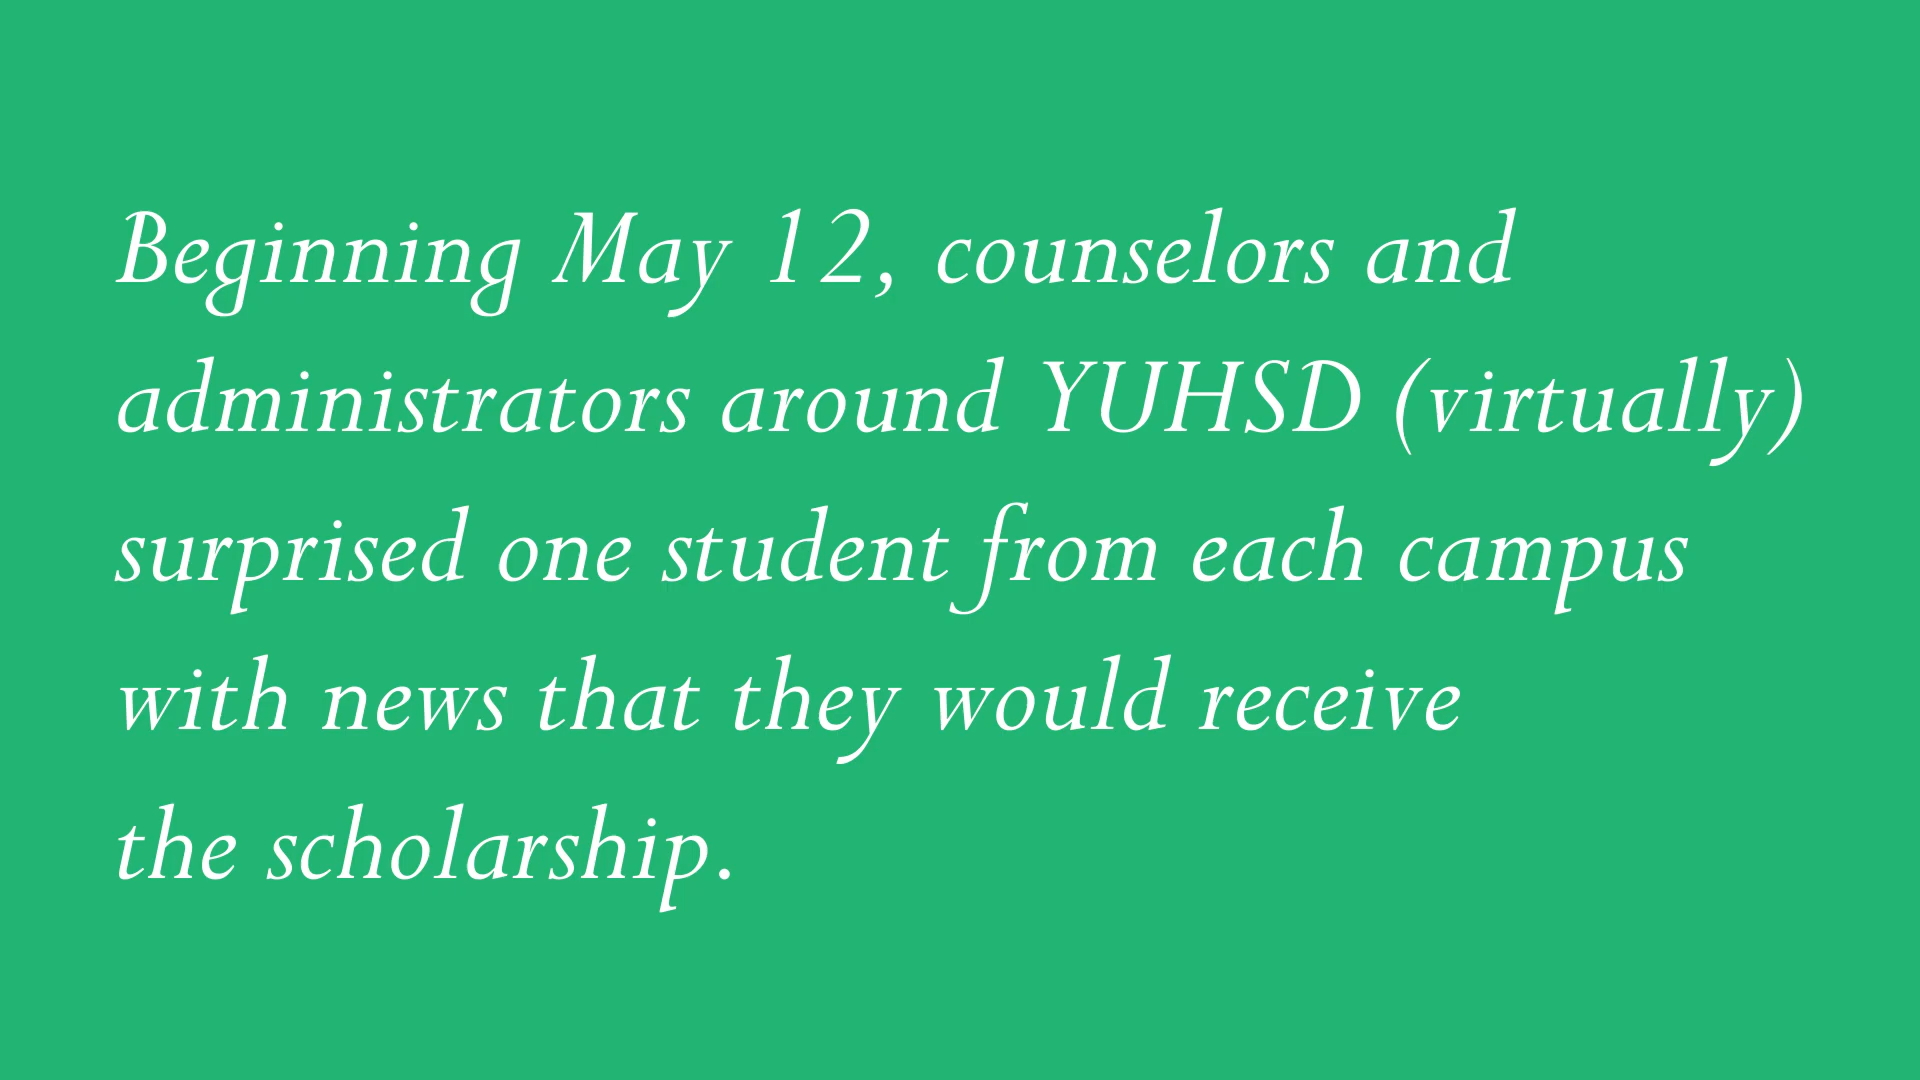 Beginning May 12, counselors and
administrators around YUHSD (virtually)
surprised one student from each campus
with news that they would receive
the scholarship.